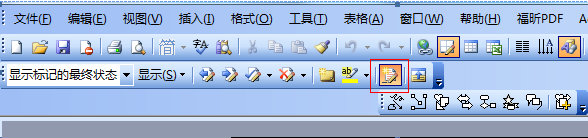 文件(F) 编辑(E) 视图(V) 插入(I) 格式(O) 工具(T) 表格(A) 窗口(W) 帮助(H) 福昕PDF A
显示标记的最终状态 显示(S)